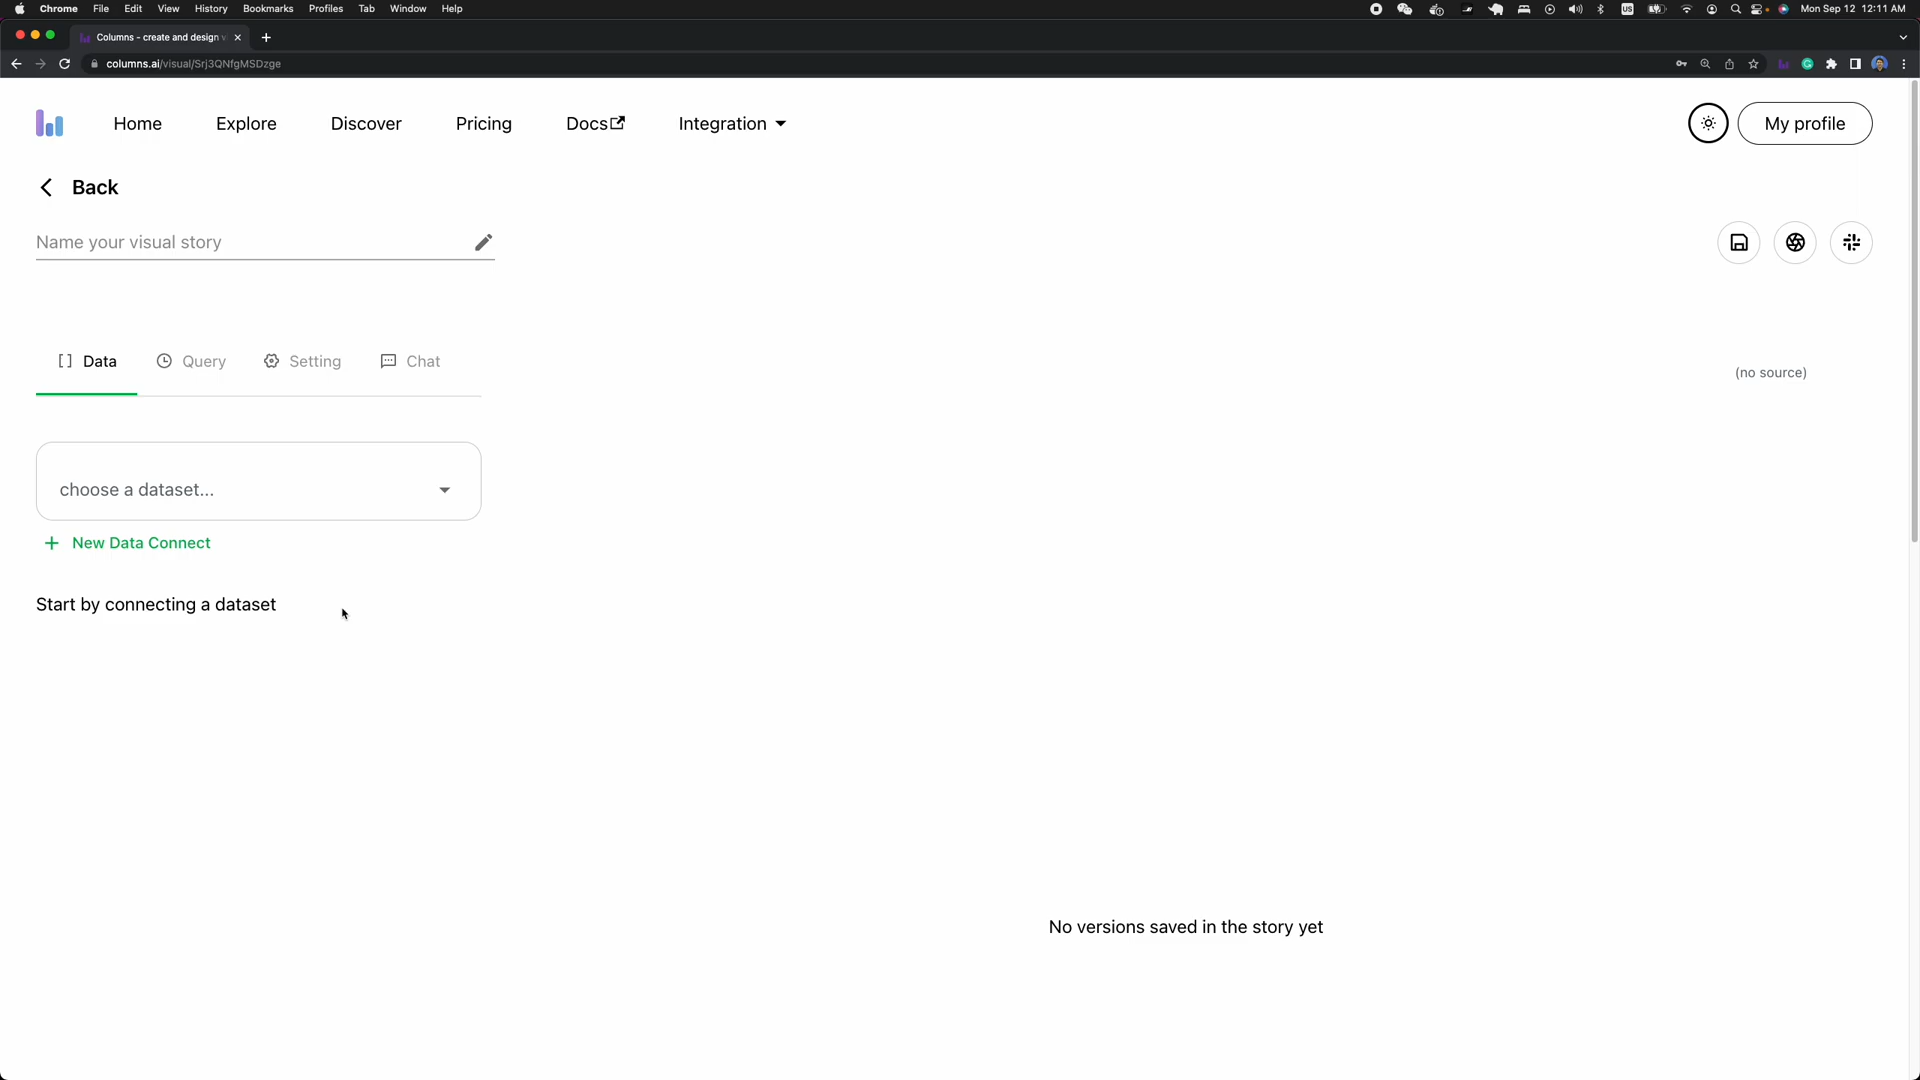 Chrome File Edit View History Bookmarks Profiles Tab Window Help
US
Mon Sep 12 12:11 AM
Columns - create and design v
columns.ai/visual/Srj3QNfgMSDzge
Home Explore Discover Pricing Docs Integration
My profile
Back
Name your visual story
Data Query Setting Chat
(no source)
choose a dataset...
+ New Data Connect
Start by connecting a dataset
No versions saved in the story yet